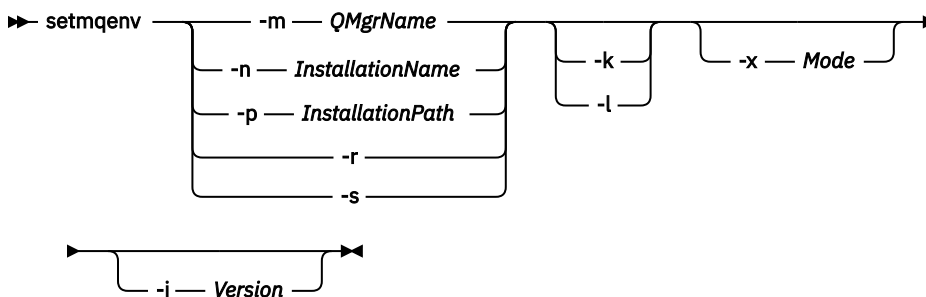 setmqenv -m QMgrName
-n InstallationName
-k
-x Mode
-p InstallationPath
-l
-r
-s
-j Version